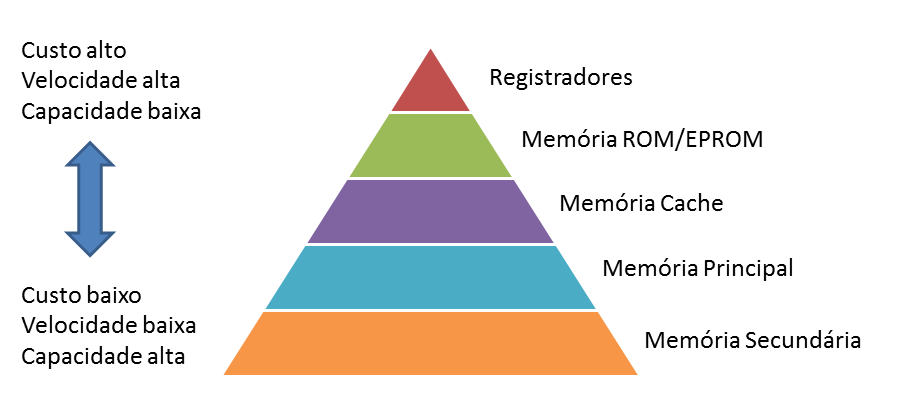 Custo alto
Velocidade alta
Capacidade baixa
Registradores
Memória ROM/EPROM
Memória Cache
Memória Principal
Custo baixo
Velocidade baixa
Capacidade alta
Memória Secundária